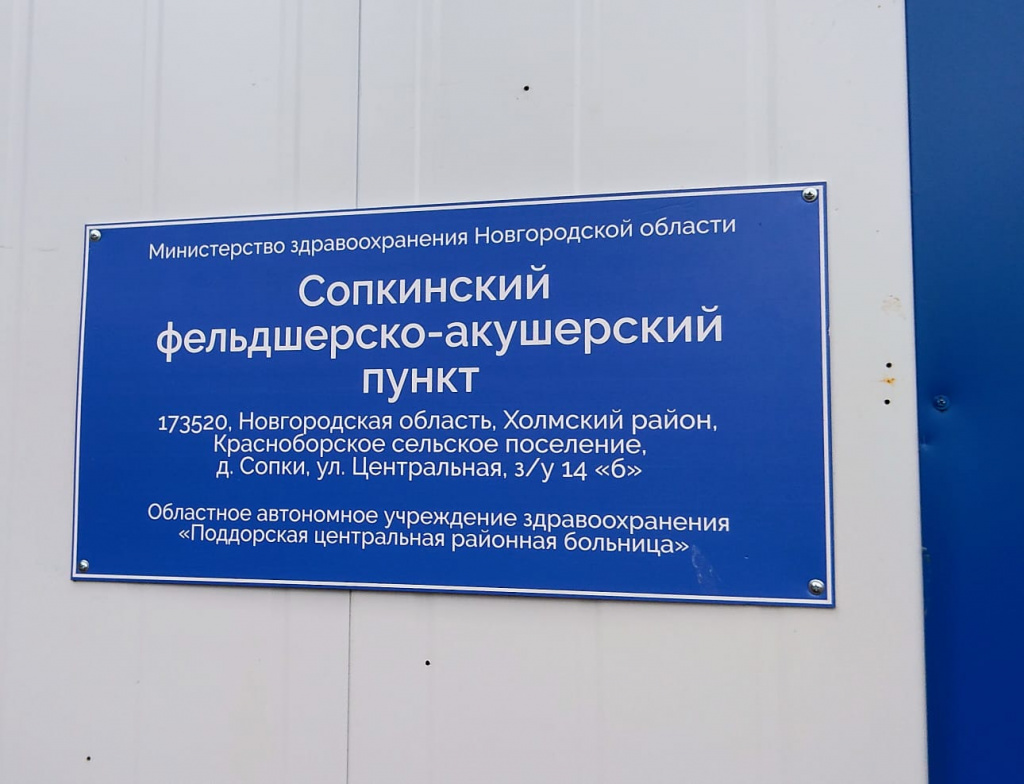 Министерство здравоохранения Новгородской области
Сопкинский
фельдшерско-акушерский
пункт
173520, Новгородская область, Холмский район,
Красноборское сельское поселение,
д. Сопки, ул. Центральная, з/у 14 «б»
Областное автономное учреждение здравоохранения
«Поддорская центральная районная больница»